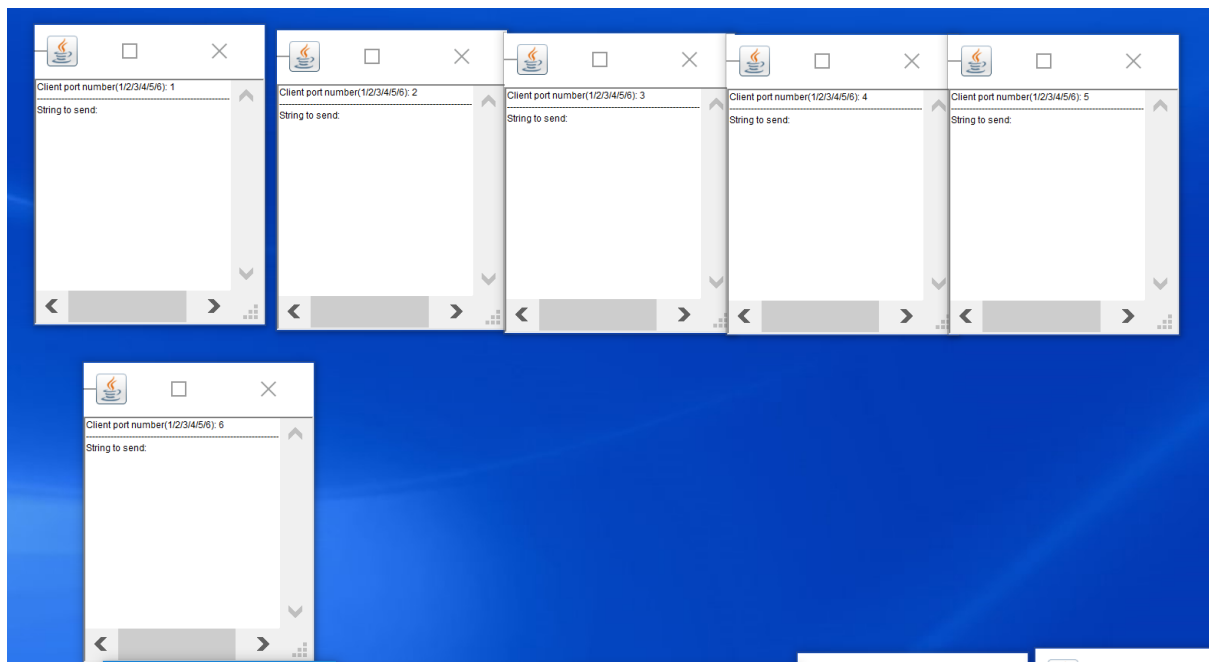 Client port number(1/2/3/4/5/6): 1
String to send:
Client port number(1/2/3/4/5/6): 2
String to send:
Client port number(1/2/3/4/5/6): 3
String to send:
Client port number(1/2/3/4/5/6): 4
String to send:
Client port number(1/2/3/4/5/6): 5
String to send:
Client port number(1/2/3/4/5/6): 6
String to send: